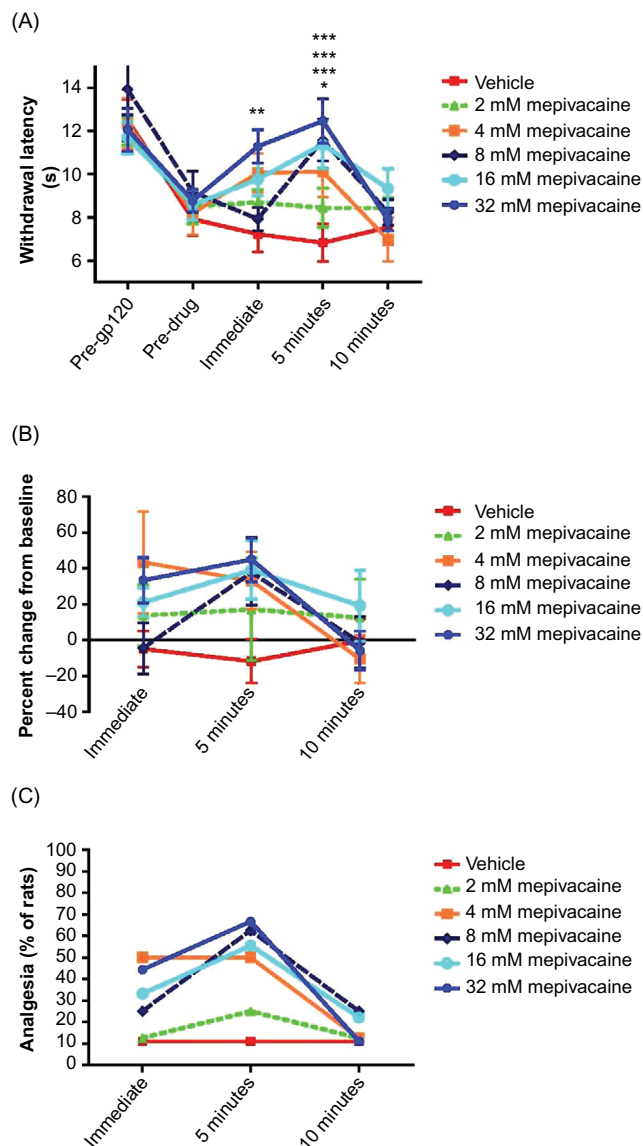 (A)
***
***
***
*
**
14
12
10
8
6
Withdrawal latency
(s)
Pre-gp120
Pre-drug
Immediate
5 minutes
10 minutes
Vehicle
2 mM mepivacaine
4 mM mepivacaine
8 mM mepivacaine
16 mM mepivacaine
32 mM mepivacaine
(B)
80
60
40
20
0
–20
–40
Percent change from baseline
Immediate
5 minutes
10 minutes
Vehicle
2 mM mepivacaine
4 mM mepivacaine
8 mM mepivacaine
16 mM mepivacaine
32 mM mepivacaine
(C)
100
90
80
70
60
50
40
30
20
10
0
Analgesia (% of rats)
Immediate
5 minutes
10 minutes
Vehicle
2 mM mepivacaine
4 mM mepivacaine
8 mM mepivacaine
16 mM mepivacaine
32 mM mepivacaine